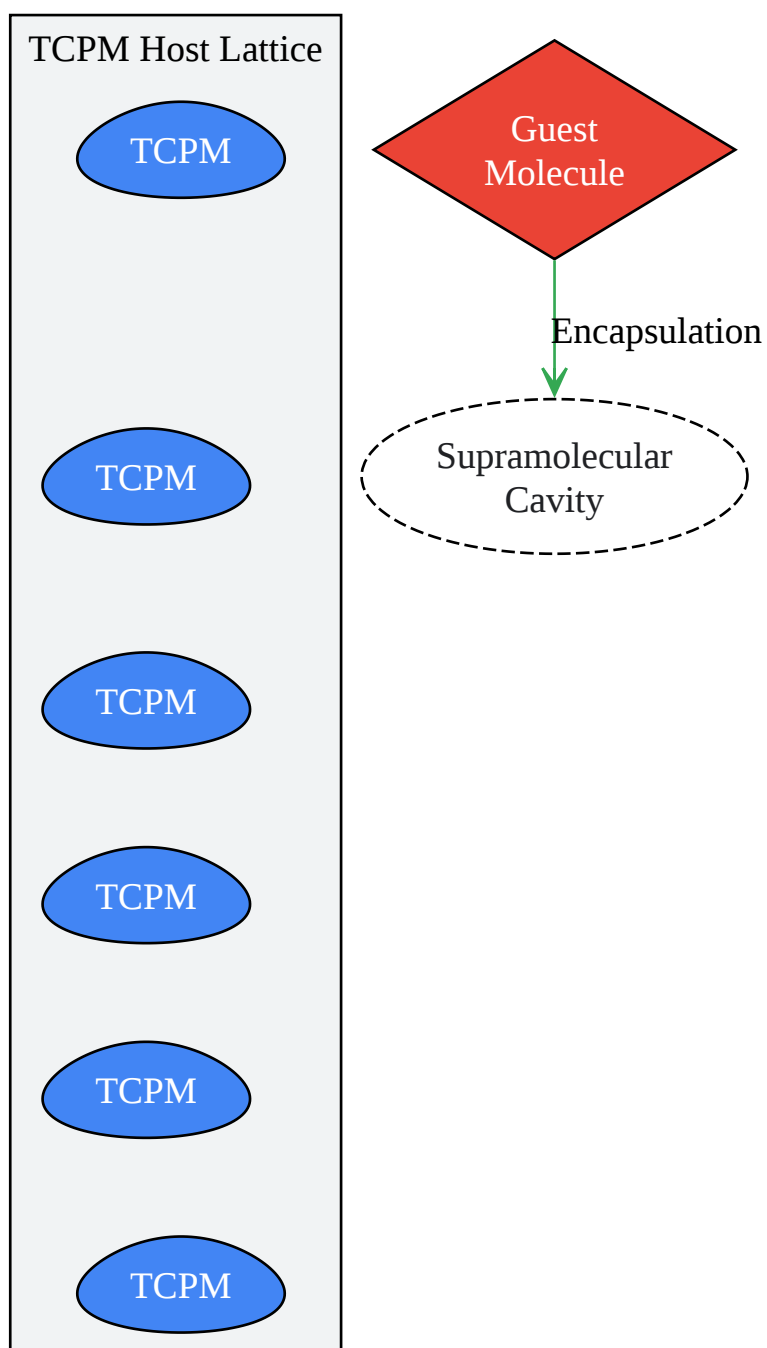 TCPM Host Lattice
TCPM
Guest
Molecule
Encapsulation
TCPM
Supramolecular
Cavity
TCPM
TCPM
TCPM
TCPM